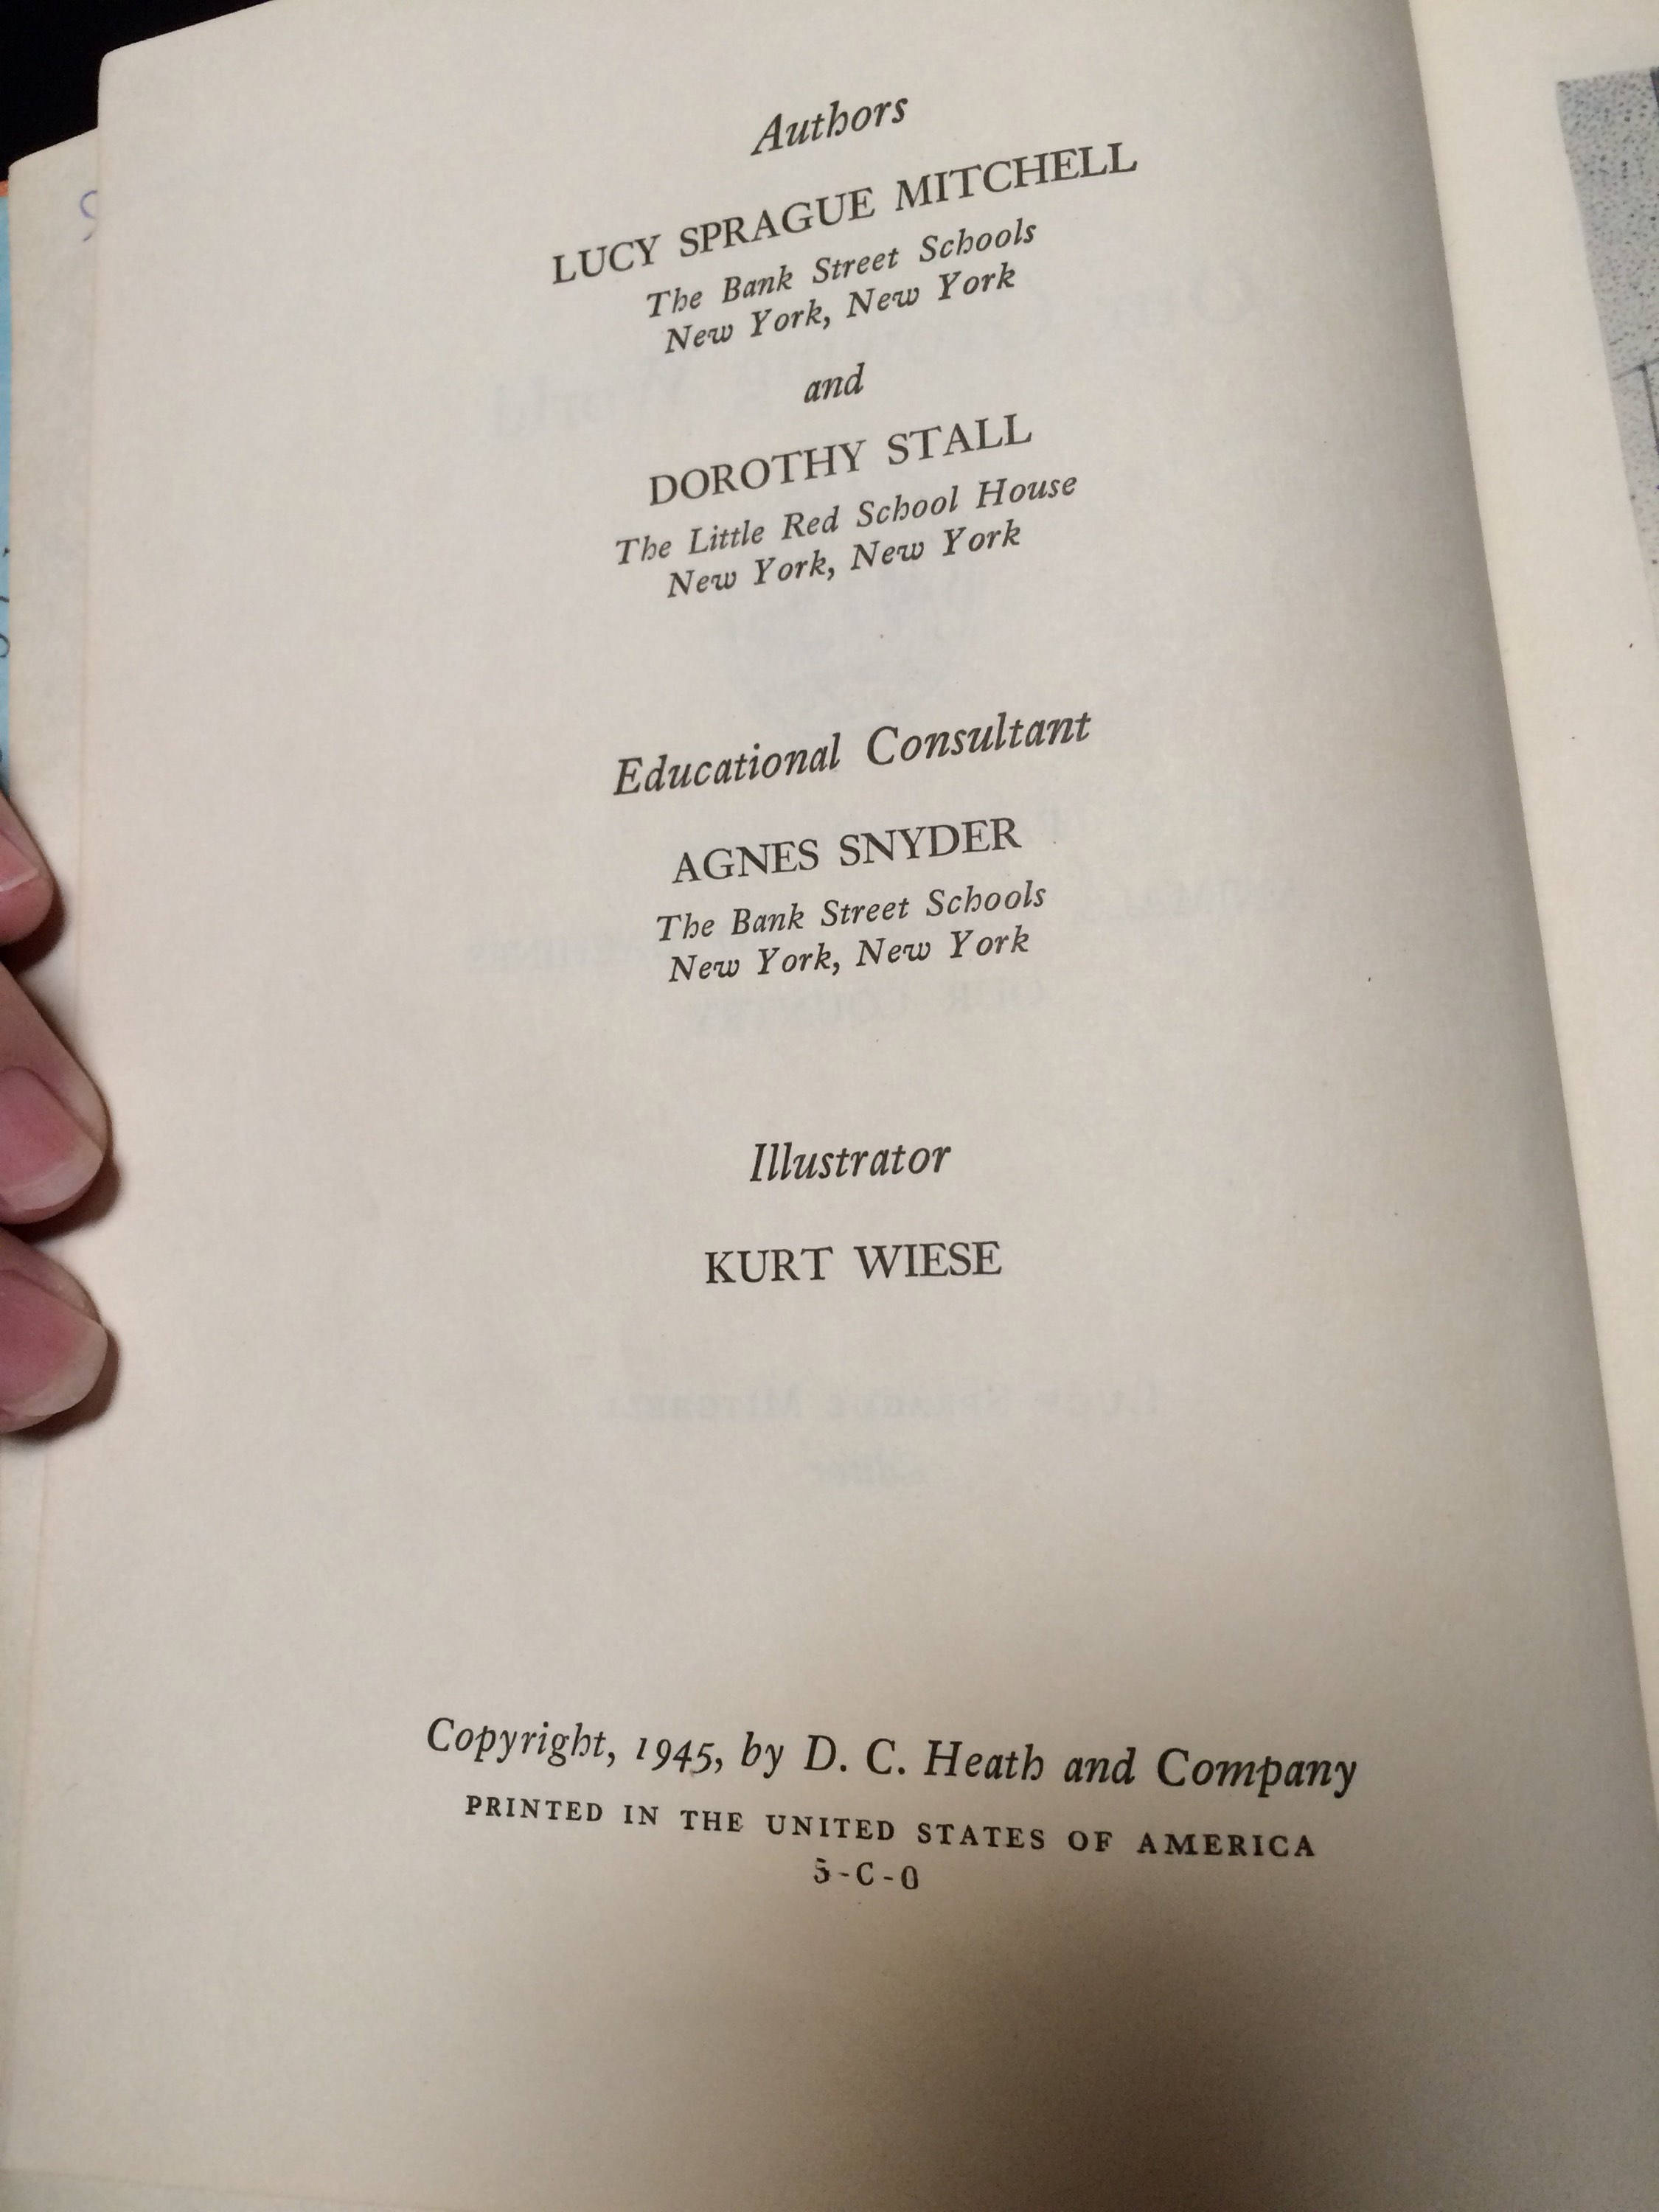 Authors
LUCY SPRAGUE MITCHELL
The Bank Street Schools
New York, New York
and
DOROTHY STALL
The Little Red School House
New York, New York
Educational Consultant
AGNES SNYDER
The Bank Street Schools
New York, New York
Illustrator
KURT WIESE
Copyright, 1945, by D. C. Heath and Company
PRINTED IN THE UNITED STATES OF AMERICA
5-C-0